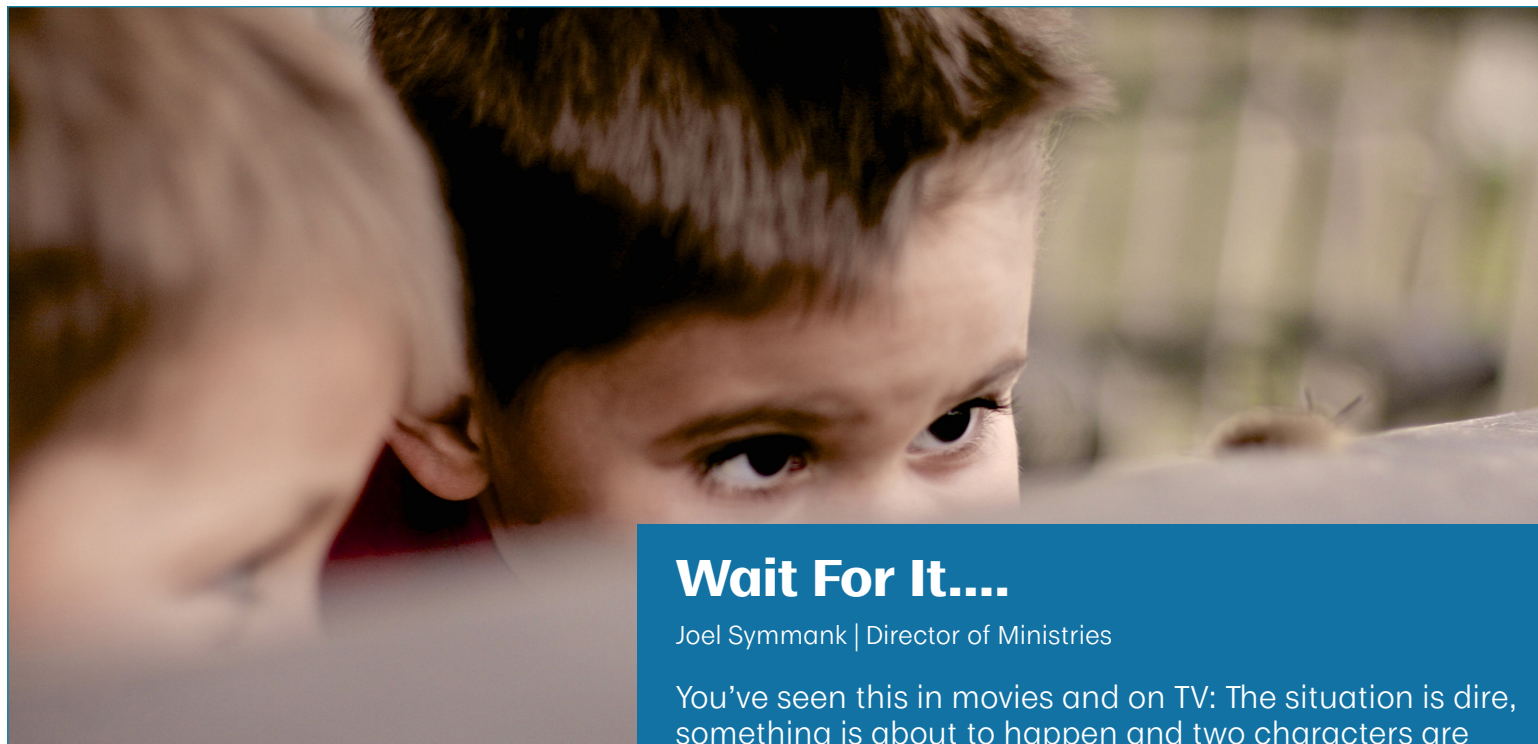 Wait For It....
Joel Symmank | Director of Ministries
You’ve seen this in movies and on TV: The situation is dire,
something is about to happen and two characters are